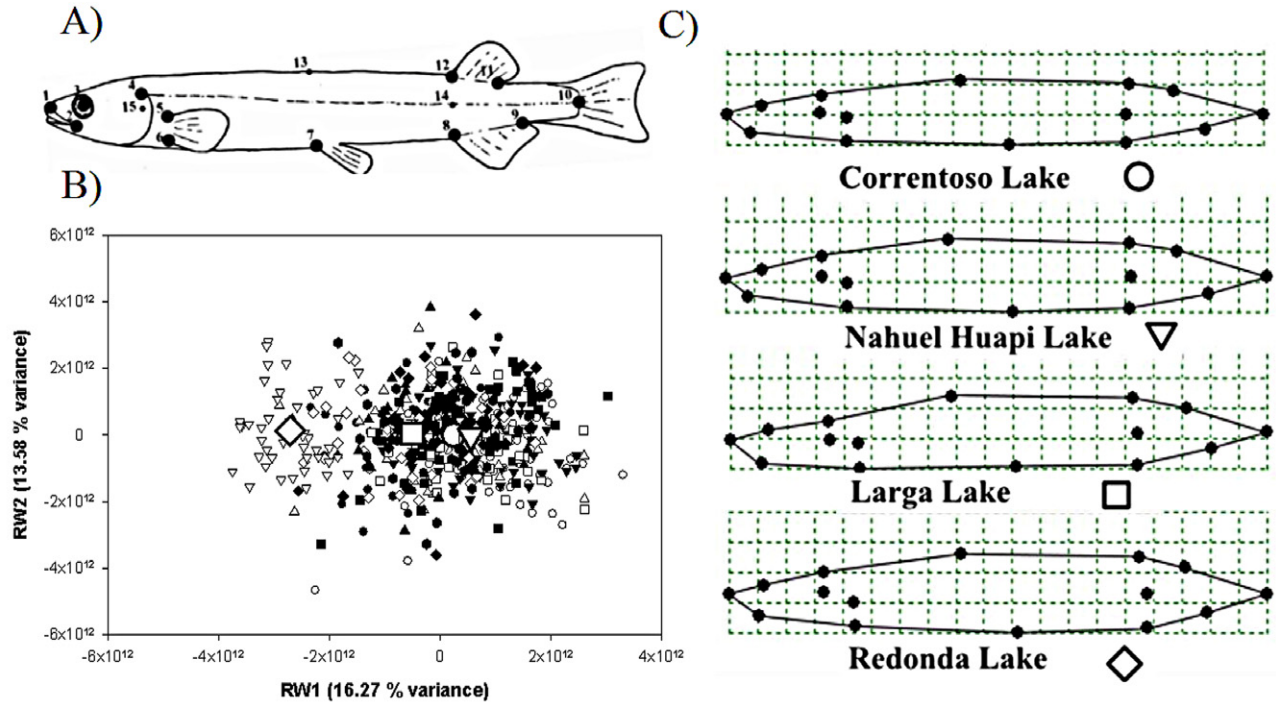 A)
C)
1
2
3
4
15
5
6
7
8
9
10
11
12
13
14
B)
6x10¹²
4x10¹²
2x10¹²
0
-2x10¹²
-4x10¹²
-6x10¹²
RW2 (13.58 % variance)
-6x10¹²
-4x10¹²
-2x10¹²
0
2x10¹²
4x10¹²
RW1 (16.27 % variance)
Correntoso Lake
Nahuel Huapi Lake
Larga Lake
Redonda Lake